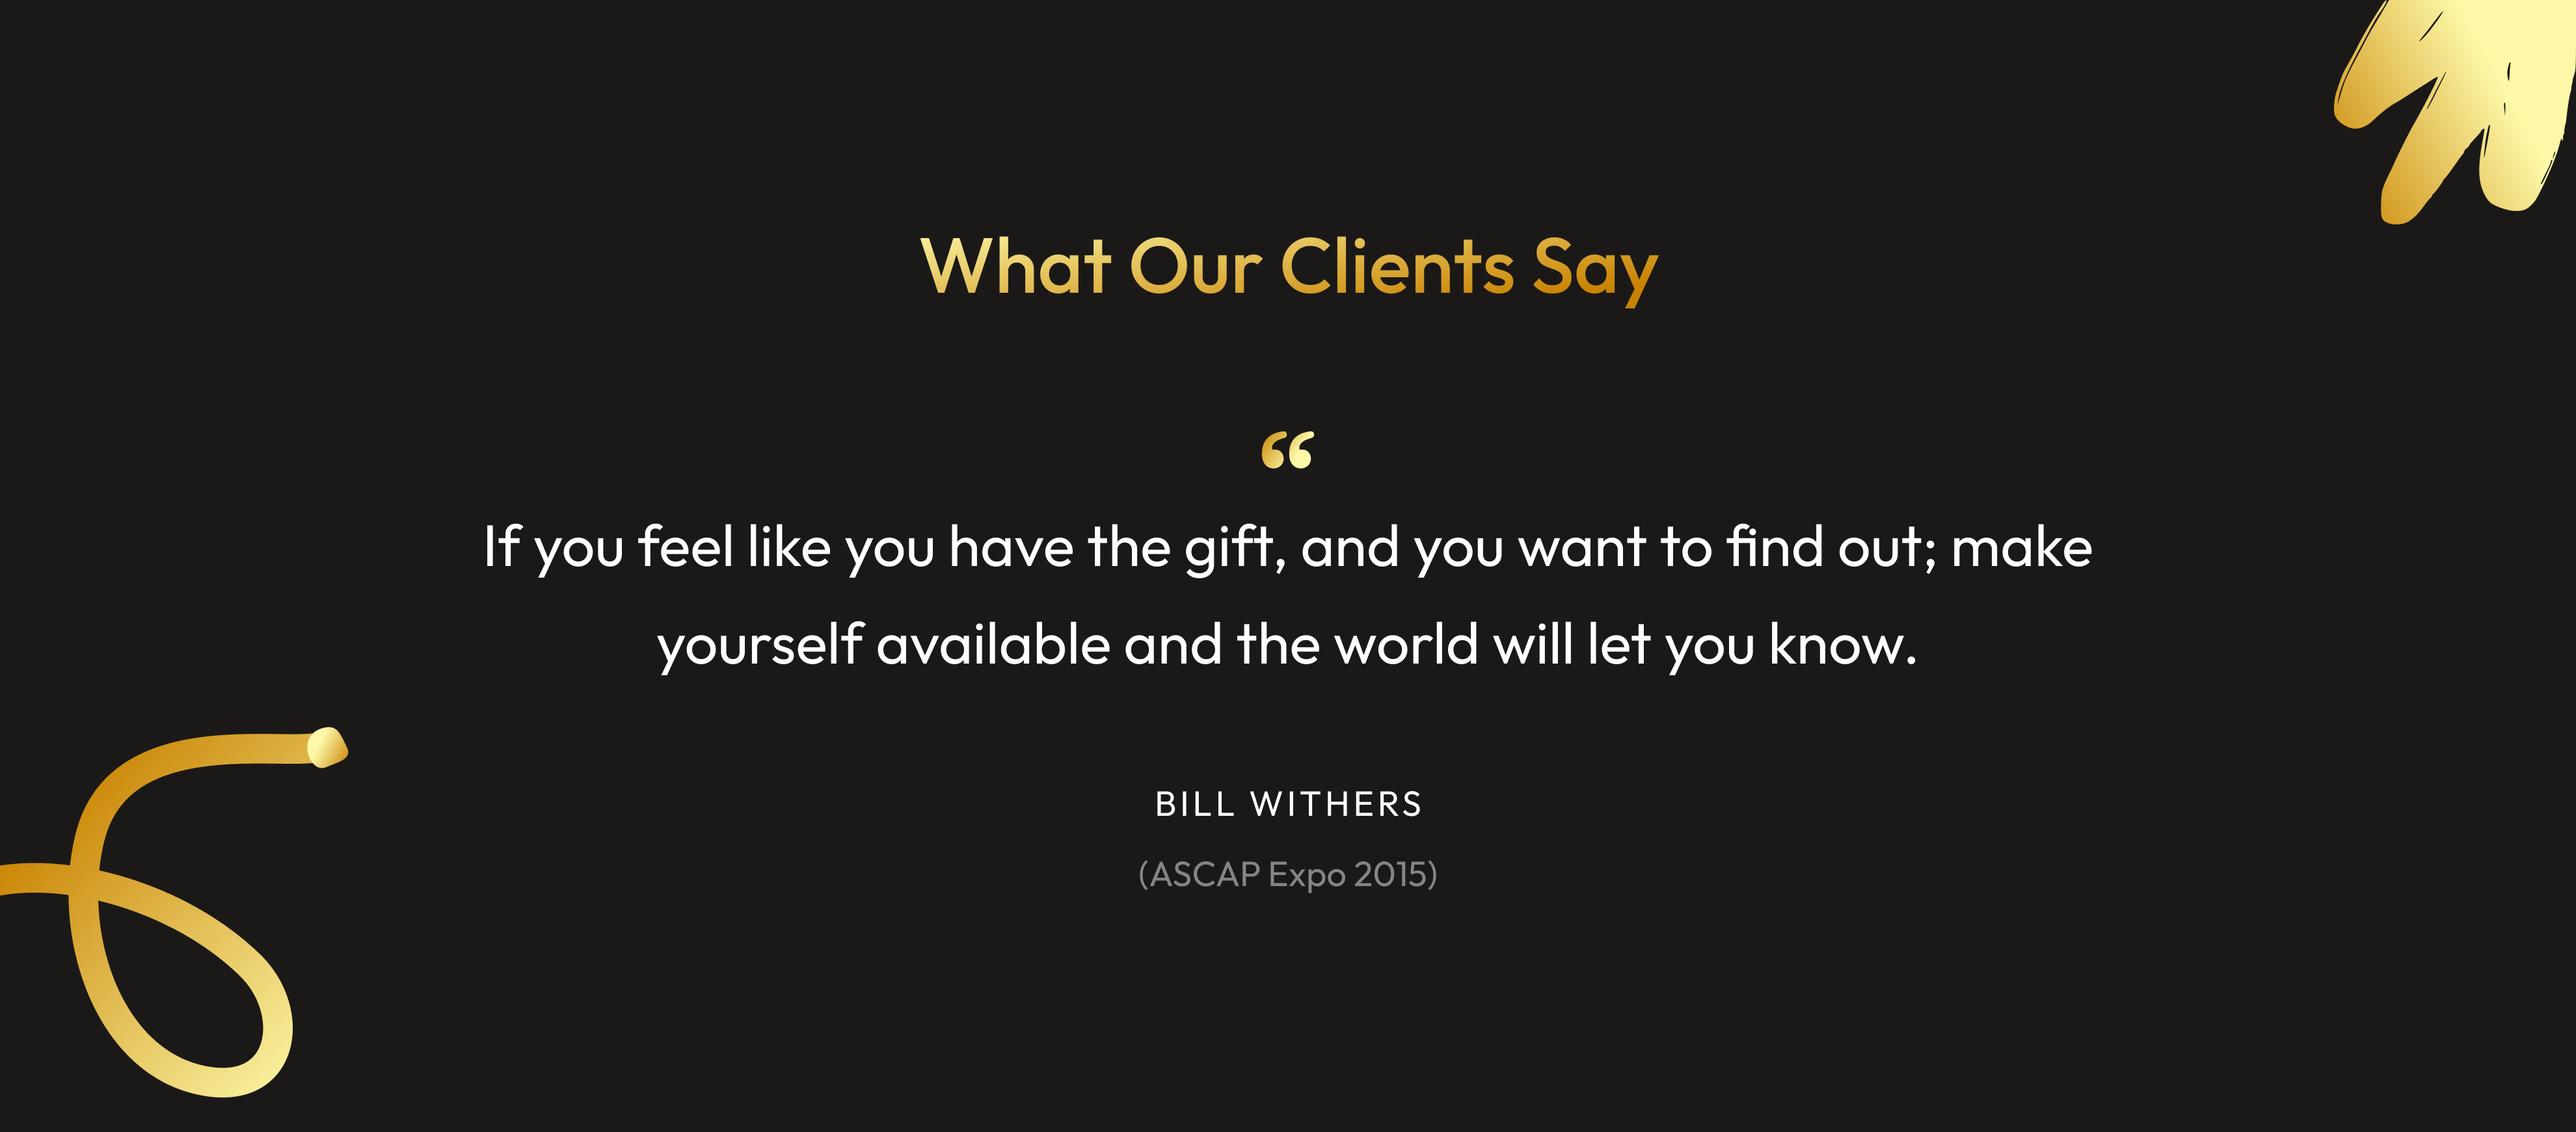 What Our Clients Say
“
If you feel like you have the gift, and you want to find out; make
yourself available and the world will let you know.
BILL WITHERS
(ASCAP Expo 2015)